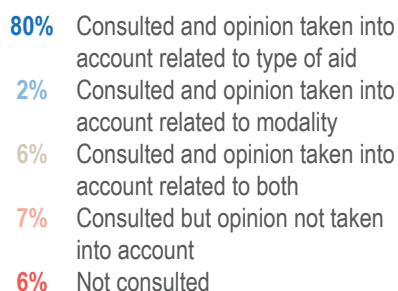 80% Consulted and opinion taken into
account related to type of aid
2% Consulted and opinion taken into
account related to modality
6% Consulted and opinion taken into
account related to both
7% Consulted but opinion not taken
into account
6% Not consulted